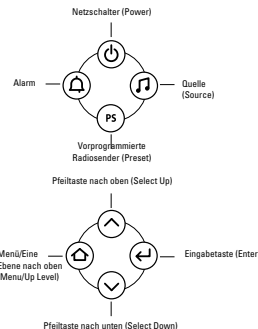 Netzschalter (Power)
Alarm
Quelle
(Source)
PS
Vorprogrammierte
Radiosender (Preset)
Pfeiltaste nach oben (Select Up)
Menü/Eine
Ebene nach oben
(Menu/Up Level)
Eingabetaste (Enter
Pfeiltaste nach unten (Select Down)